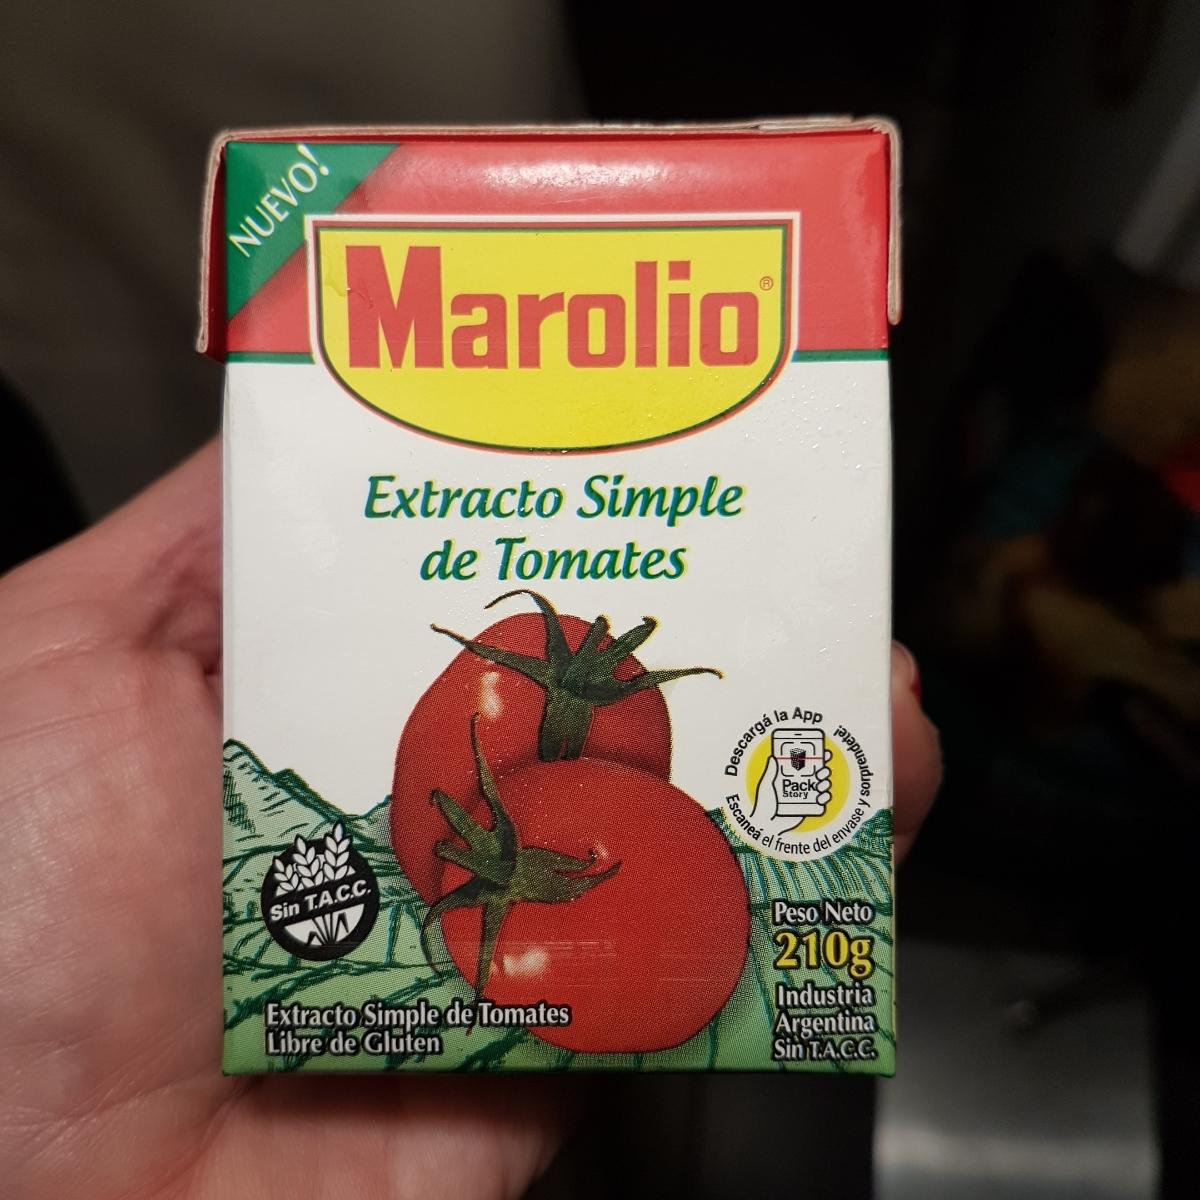 NUEVO!
Marolio®
Extracto Simple
de Tomates
Descargá la App
Pack
Story
Escaneá el frente del envase y sorprendete!
Sin T.A.C.C.
Peso Neto
210g
Industria
Argentina
Sin T.A.C.C.
Extracto Simple de Tomates
Libre de Gluten